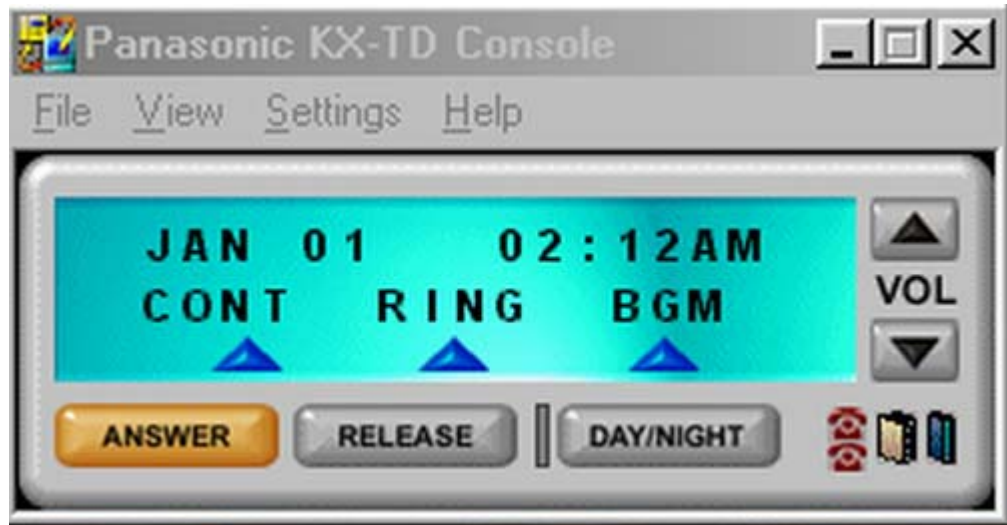 Panasonic KX-TD Console
File View Settings Help
JAN 01 02:12AM
CONT RING BGM
VOL
ANSWER RELEASE DAY/NIGHT